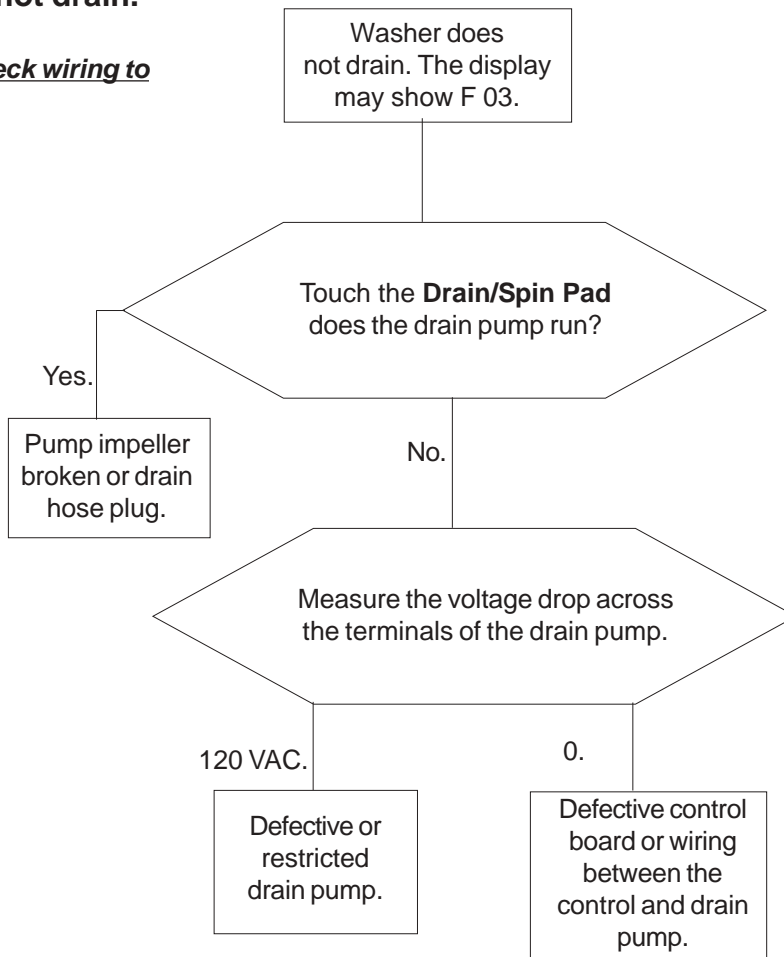 not drain.
eck wiring to
Washer does
not drain. The display
may show F 03.
Touch the Drain/Spin Pad
does the drain pump run?
Yes.
Pump impeller
broken or drain
hose plug.
No.
Measure the voltage drop across
the terminals of the drain pump.
120 VAC.
0.
Defective or
restricted
drain pump.
Defective control
board or wiring
between the
control and drain
pump.